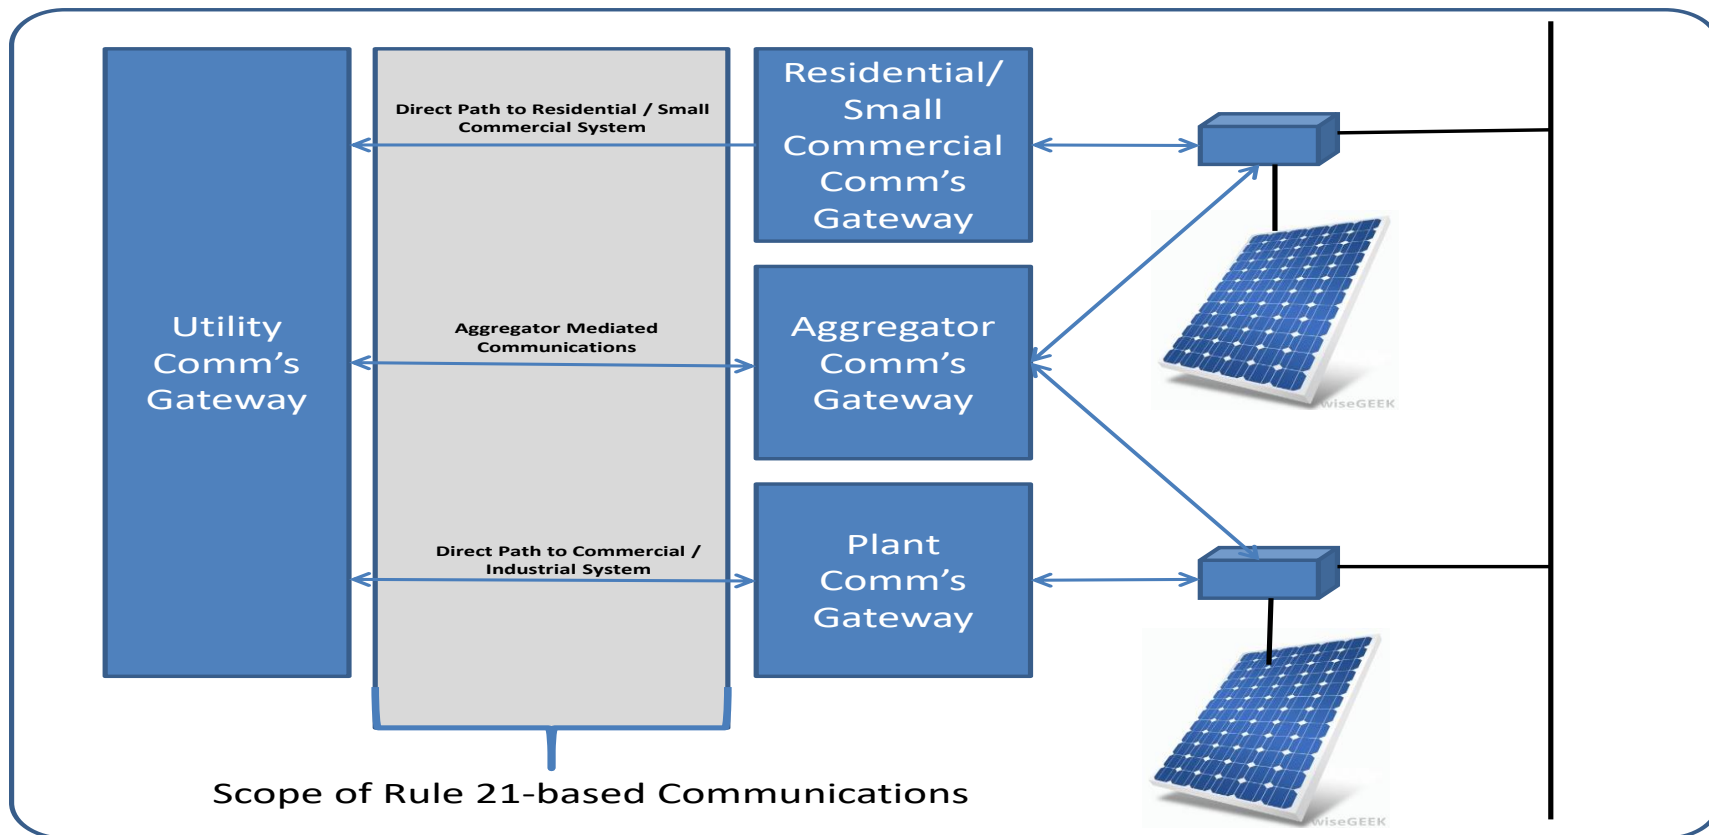 Direct Path to Residential / Small
Commercial System
Residential/
Small
Commercial
Comm’s
Gateway
Utility
Comm’s
Gateway
Aggregator Mediated
Communications
Aggregator
Comm’s
Gateway
wiseGEEK
Direct Path to Commercial /
Industrial System
Plant
Comm’s
Gateway
wiseGEEK
Scope of Rule 21-based Communications